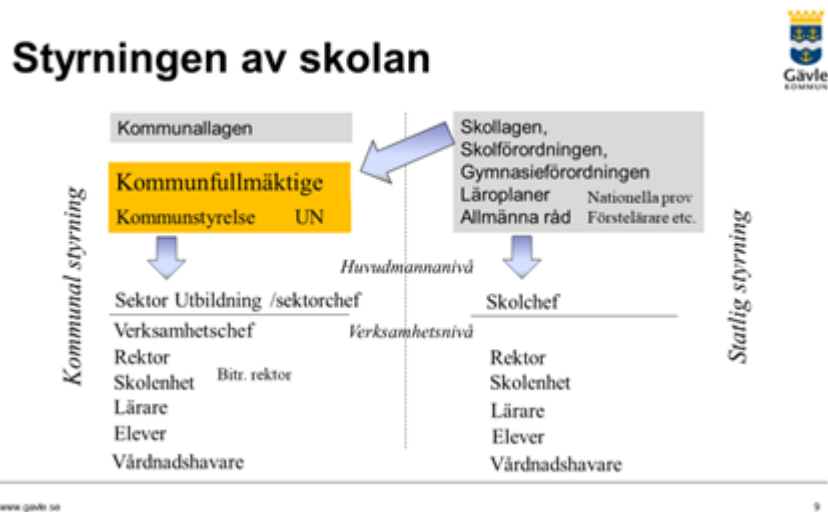 Styrningen av skolan
Gävle
KOMMUN
Kommunallagen
Kommunfullmäktige
Kommunstyrelse UN
Skollagen,
Skolförordningen,
Gymnasieförordningen
Läroplaner Nationella prov
Allmänna råd Förstelärare etc.
Kommunal styrning
Statlig styrning
Huvudmannanivå
Verksamhetsnivå
Sektor Utbildning /sektorchef
Verksamhetschef
Rektor
Skolenhet Bitr. rektor
Lärare
Elever
Vårdnadshavare
Skolchef
Rektor
Skolenhet
Lärare
Elever
Vårdnadshavare
www.gavle.se
9